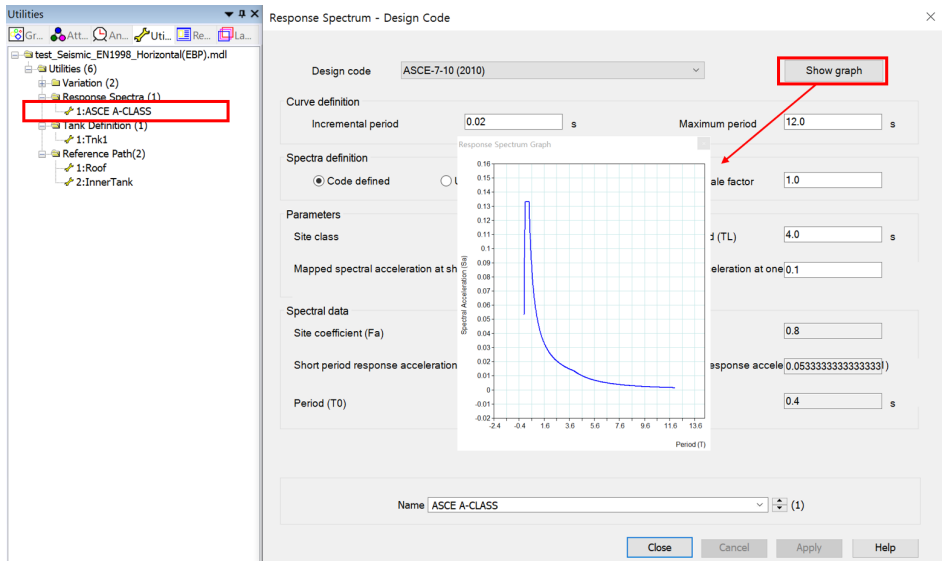 Utilities
Gr... Att... An... Uti... Re... La...
test_Seismic_EN1998_Horizontal(EBP).mdl
Utilities (6)
Variation (2)
Response Spectra (1)
1:ASCE A-CLASS
Tank Definition (1)
1:Tnk1
Reference Path(2)
1:Roof
2:InnerTank
Response Spectrum - Design Code
Design code ASCE-7-10 (2010) Show graph
Curve definition
Incremental period 0.02 s Maximum period 12.0 s
Spectra definition
Code defined ale factor 1.0
Parameters
Site class d (TL) 4.0 s
Mapped spectral acceleration at sh eleration at one 0.1
Spectral data
Site coefficient (Fa) 0.8
Short period response acceleration esponse accele 0.0533333333333333 )
Period (T0) 0.4 s
Response Spectrum Graph
0.16
0.15
0.14
0.13
0.12
0.11
0.1
0.09
0.08
0.07
0.06
0.05
0.04
0.03
0.02
0.01
0
-0.01
-0.02
Spectral Acceleration (Sa)
-2.4 -0.4 1.6 3.6 5.6 7.6 9.6 11.6 13.6
Period (T)
Name ASCE A-CLASS (1)
Close Cancel Apply Help